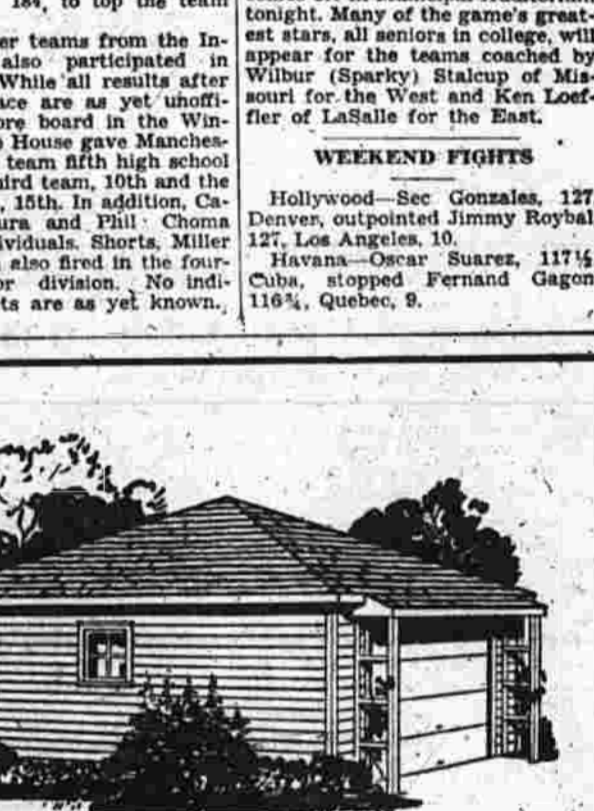 184, to top the team
er teams from the In-
also participated in
While all results after
ace are as yet unoffi-
ore board in the Win-
House gave Manches-
team fifth high school
ird team, 10th and the
, 15th. In addition, Ca-
ura and Phil Choma
ividuals. Shorts, Miller
also fired in the four-
or division. No indi-
ts are as yet known.
tonight. Many of the game's great-
est stars, all seniors in college, will
appear for the teams coached by
Wilbur (Sparky) Stalcup of Mis-
souri for the West and Ken Loef-
fler of LaSalle for the East.
WEEKEND FIGHTS
Hollywood—Sec Gonzales, 127
Denver, outpointed Jimmy Roybal
127, Los Angeles, 10.
Havana—Oscar Suarez, 117½
Cuba, stopped Fernand Gagon
116¾, Quebec, 9.